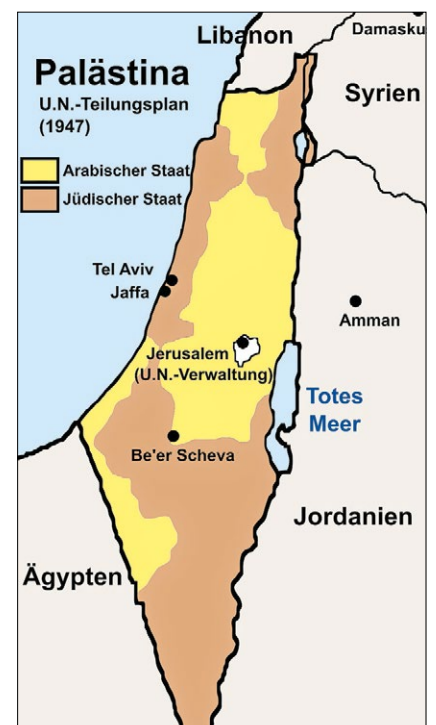 Libanon
Damasku
Palästina
U.N.-Teilungsplan
(1947)
Syrien
Arabischer Staat
Jüdischer Staat
Tel Aviv
Jaffa
Amman
Jerusalem
(U.N.-Verwaltung)
Totes
Meer
Be'er Scheva
Jordanien
Ägypten